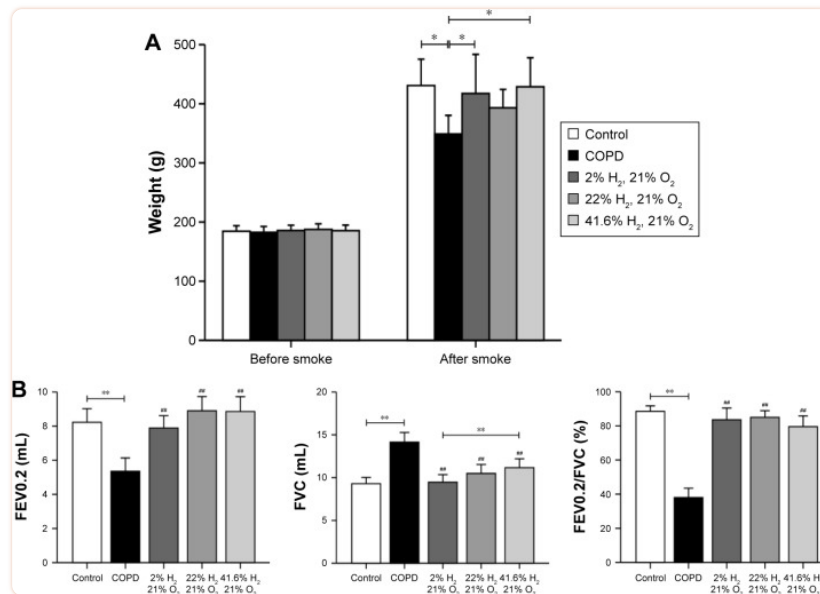 A
Weight (g)
500
400
300
200
100
0
*
*
*
Before smoke
After smoke
Control
COPD
2% H₂, 21% O₂
22% H₂, 21% O₂
41.6% H₂, 21% O₂
B
FEV0.2 (mL)
10
8
6
4
2
0
**
##
##
##
Control
COPD
2% H₂ 22% H₂ 41.6% H₂
21% O₂ 21% O₂ 21% O₂
FVC (mL)
20
15
10
5
0
**
**
##
##
##
Control
COPD
2% H₂ 22% H₂ 41.6% H₂
21% O₂ 21% O₂ 21% O₂
FEV0.2/FVC (%)
100
80
60
40
20
0
**
##
##
##
Control
COPD
2% H₂ 22% H₂ 41.6% H₂
21% O₂ 21% O₂ 21% O₂